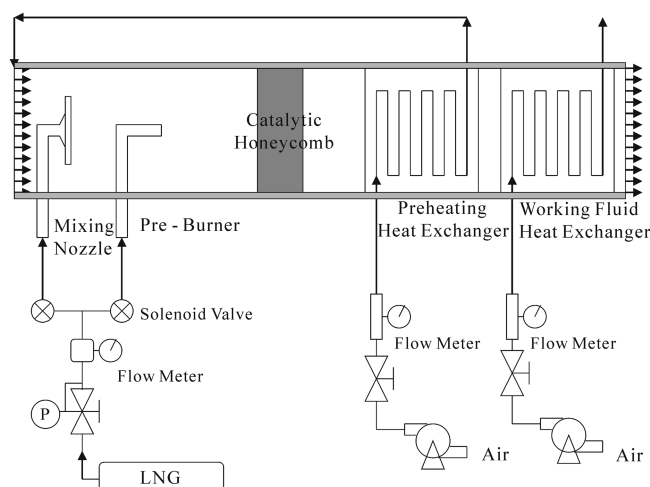 Catalytic
Honeycomb
Mixing
Nozzle
Pre - Burner
Preheating
Heat Exchanger
Working Fluid
Heat Exchanger
Solenoid Valve
Flow Meter
Flow Meter
Flow Meter
P
Air
Air
LNG